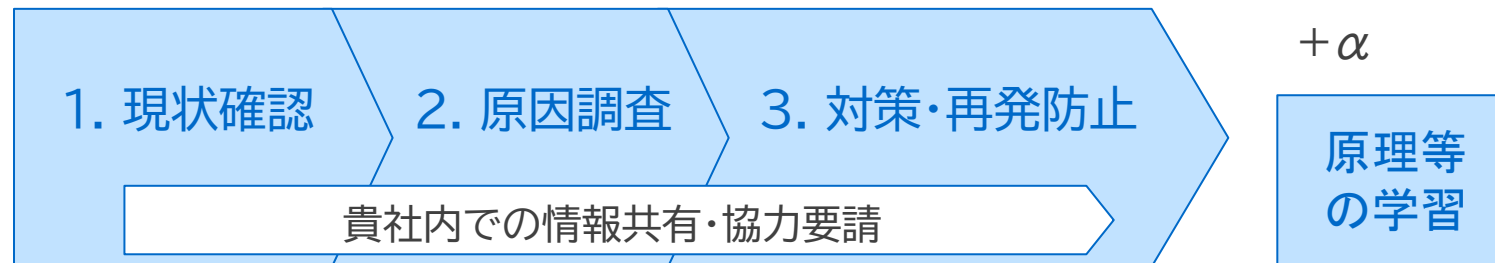 1. 現状確認
2. 原因調査
3. 対策・再発防止
貴社内での情報共有・協力要請
＋α
原理等
の学習